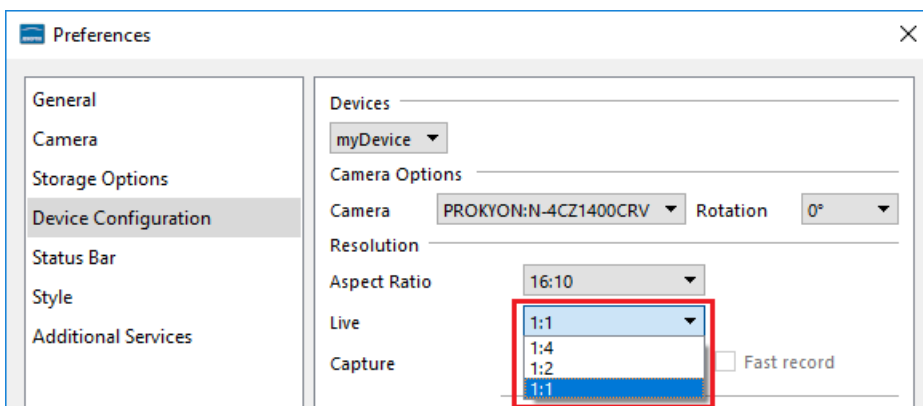 Preferences
General
Camera
Storage Options
Device Configuration
Status Bar
Style
Additional Services
Devices
myDevice
Camera Options
Camera PROKYON:N-4CZ1400CRV Rotation 0°
Resolution
Aspect Ratio 16:10
Live 1:1
1:4
1:2
1:1
Capture Fast record